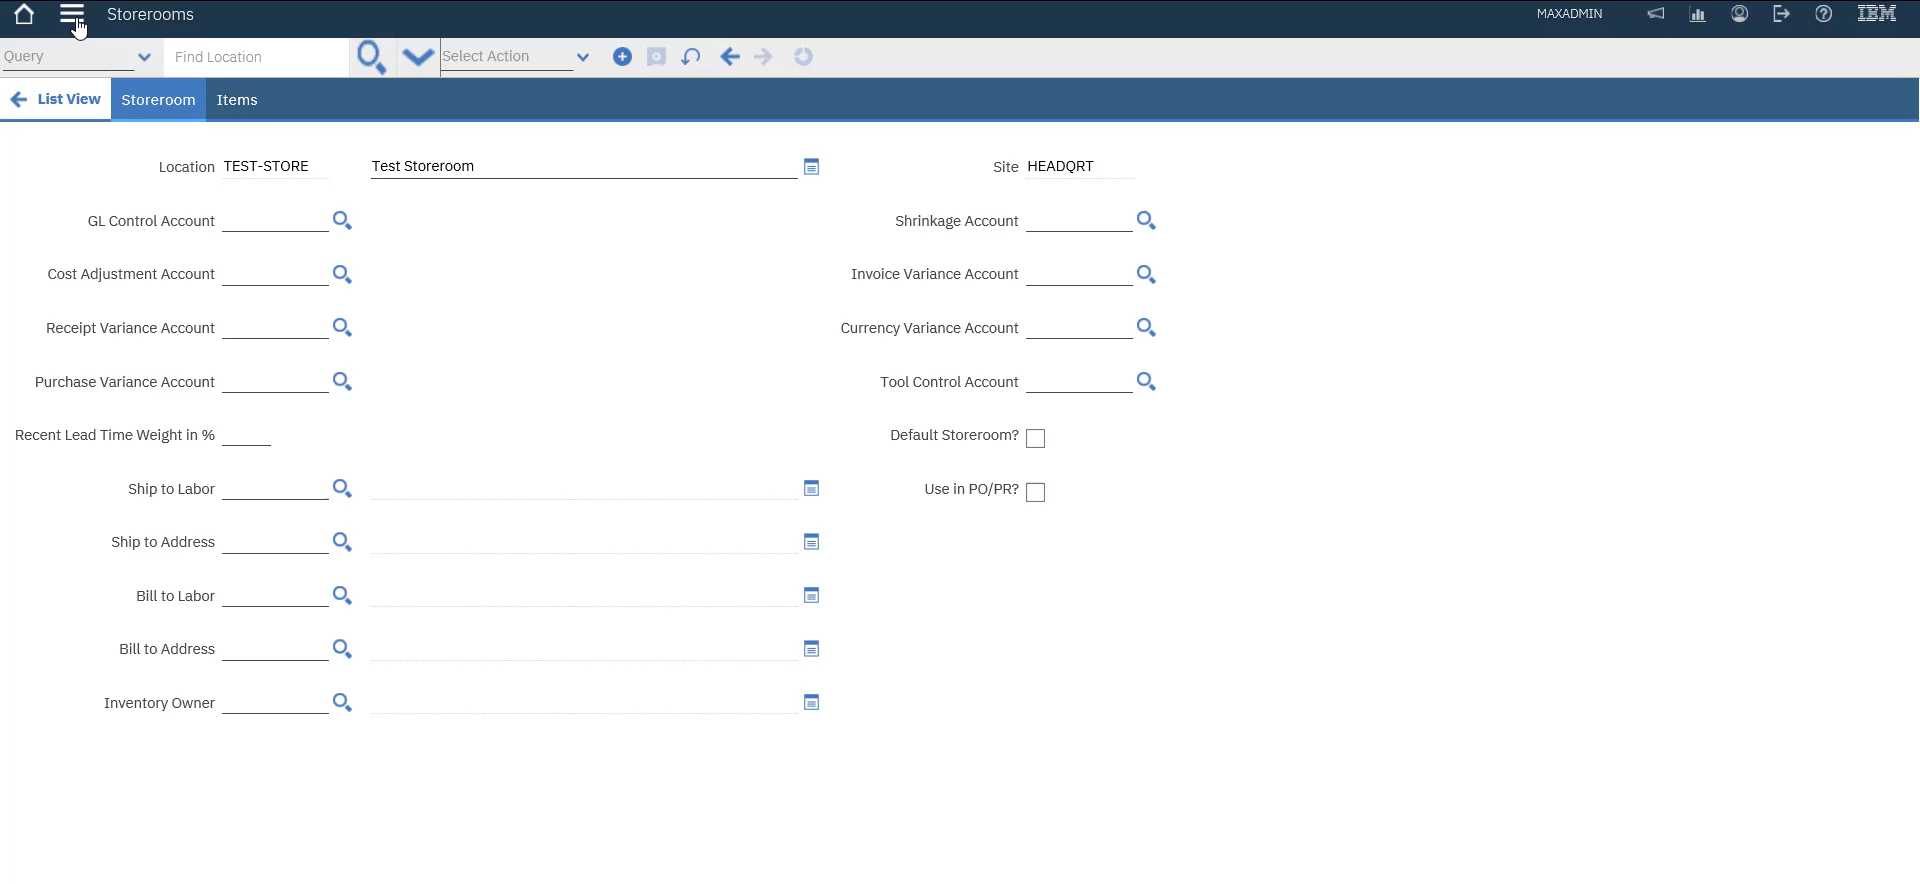 Storerooms MAXADMIN IBM
Query Find Location Select Action
List View Storeroom Items
Location TEST-STORE Test Storeroom Site HEADQRT
GL Control Account Shrinkage Account
Cost Adjustment Account Invoice Variance Account
Receipt Variance Account Currency Variance Account
Purchase Variance Account Tool Control Account
Recent Lead Time Weight in % Default Storeroom?
Ship to Labor Use in PO/PR?
Ship to Address
Bill to Labor
Bill to Address
Inventory Owner